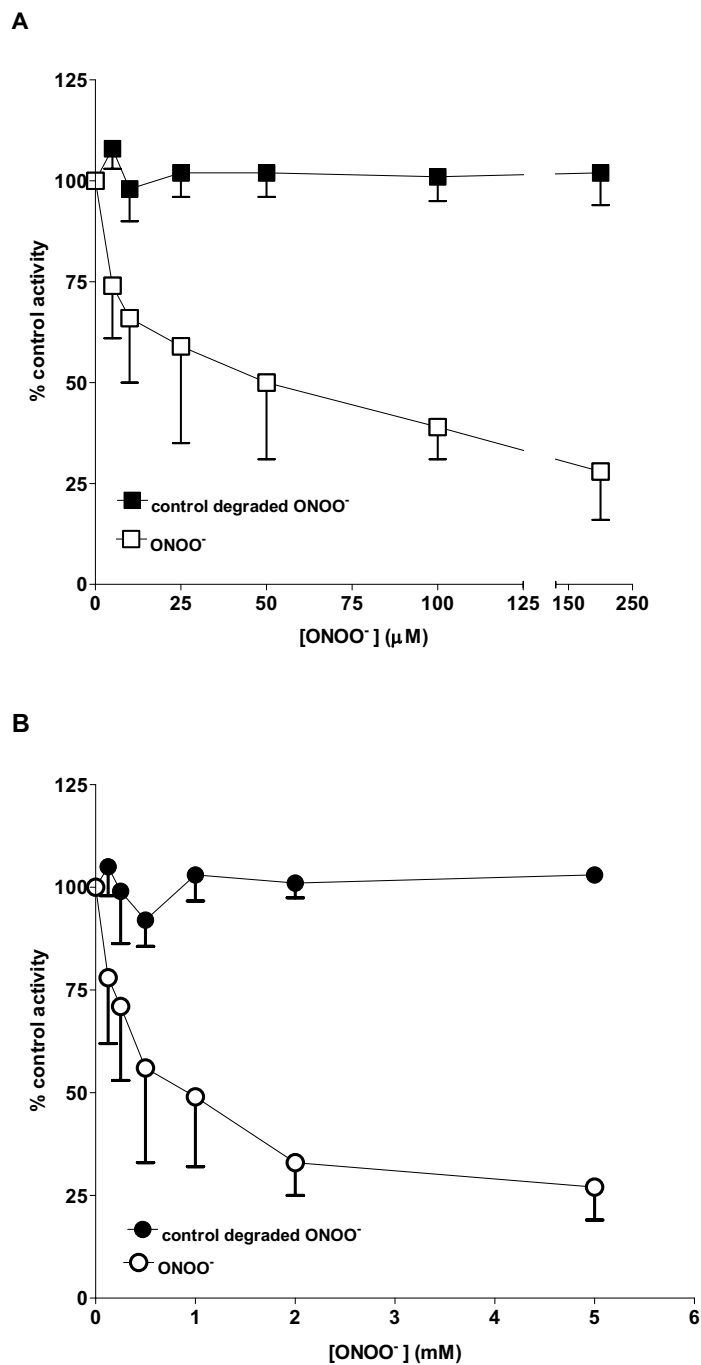 A
125
100
75
50
25
0
% control activity
control degraded ONOO⁻
ONOO⁻
0 25 50 75 100 125 150 250
[ONOO⁻ ] (μM)
B
125
100
75
50
25
0
% control activity
control degraded ONOO⁻
ONOO⁻
0 1 2 3 4 5 6
[ONOO⁻ ] (mM)